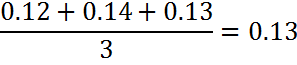 0.12 + 0.14 + 0.13
3
= 0.13